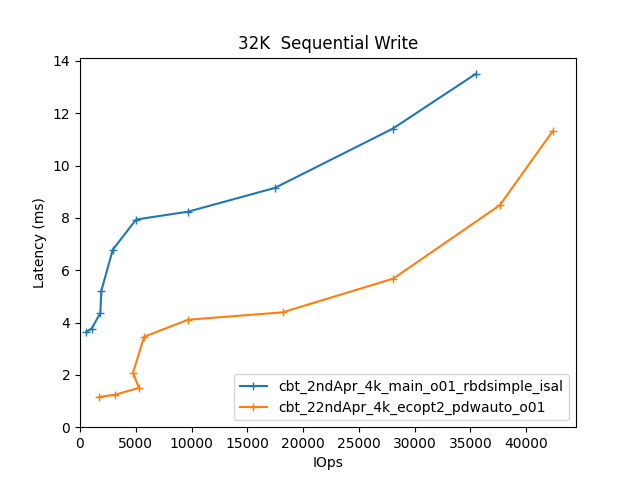 32K  Sequential Write
Latency (ms)
14
12
10
8
6
4
2
0
0 5000 10000 15000 20000 25000 30000 35000 40000
IOps
cbt_2ndApr_4k_main_o01_rbdsimple_isal
cbt_22ndApr_4k_ecopt2_pdwauto_o01